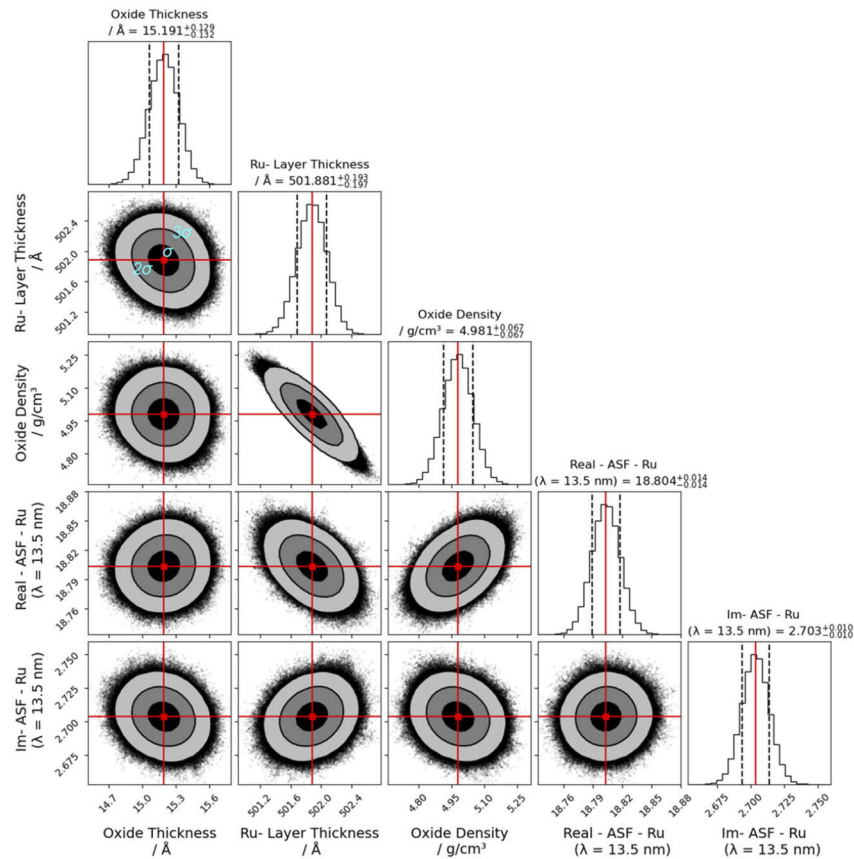 Oxide Thickness
/ Å = 15.191+0.129−0.132
Ru- Layer Thickness
/ Å = 501.881+0.193−0.197
Ru- Layer Thickness
/ Å
502.4
502.0
501.6
501.2
3σ
σ
2σ
Oxide Density
/ g/cm³ = 4.981+0.067−0.067
Oxide Density
/ g/cm³
5.25
5.10
4.95
4.80
Real - ASF - Ru
(λ = 13.5 nm) = 18.804+0.014−0.014
Real - ASF - Ru
(λ = 13.5 nm)
18.88
18.85
18.82
18.79
18.76
Im- ASF - Ru
(λ = 13.5 nm) = 2.703+0.010−0.010
Im- ASF - Ru
(λ = 13.5 nm)
2.750
2.725
2.700
2.675
14.7 15.0 15.3 15.6
501.2 501.6 502.0 502.4
4.80 4.95 5.10 5.25
18.76 18.79 18.82 18.85 18.88
2.675 2.700 2.725 2.750
Oxide Thickness
/ Å
Ru- Layer Thickness
/ Å
Oxide Density
/ g/cm³
Real - ASF - Ru
(λ = 13.5 nm)
Im- ASF - Ru
(λ = 13.5 nm)